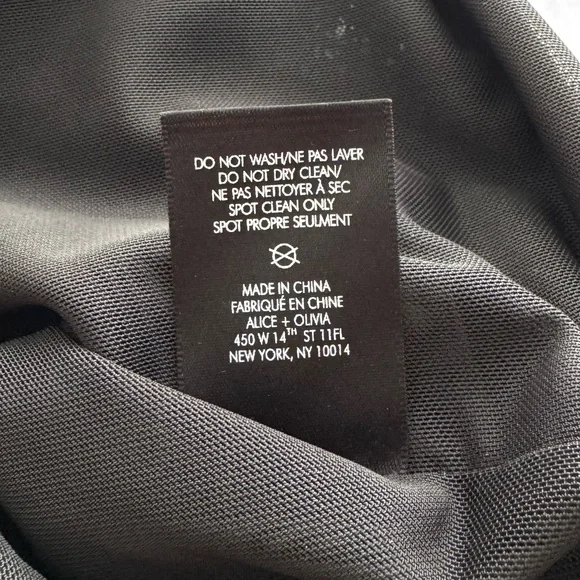 DO NOT WASH/NE PAS LAVER
DO NOT DRY CLEAN/
NE PAS NETTOYER À SEC
SPOT CLEAN ONLY
SPOT PROPRE SEULMENT
MADE IN CHINA
FABRIQUÉ EN CHINE
ALICE + OLIVIA
450 W 14TH ST 11FL
NEW YORK, NY 10014